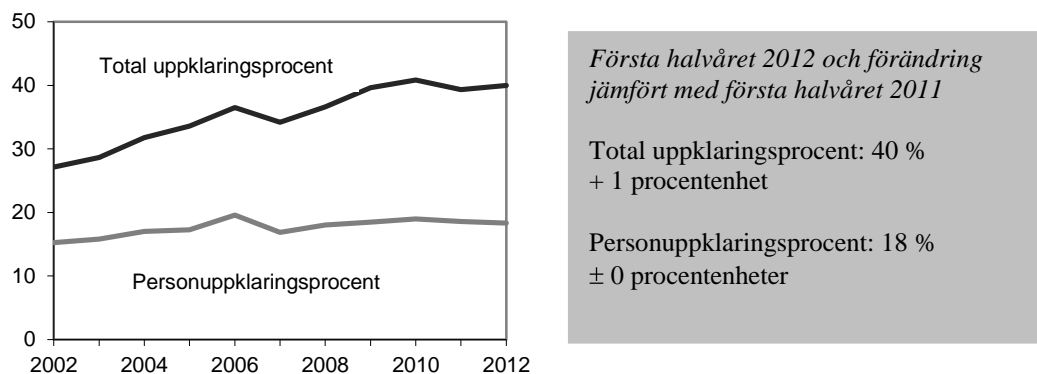 50
40
30
20
10
0
Total uppklaringsprocent
Personuppklaringsprocent
2002 2004 2006 2008 2010 2012
Första halvåret 2012 och förändring
jämfört med första halvåret 2011
Total uppklaringsprocent: 40 %
+ 1 procentenhet
Personuppklaringsprocent: 18 %
± 0 procentenheter